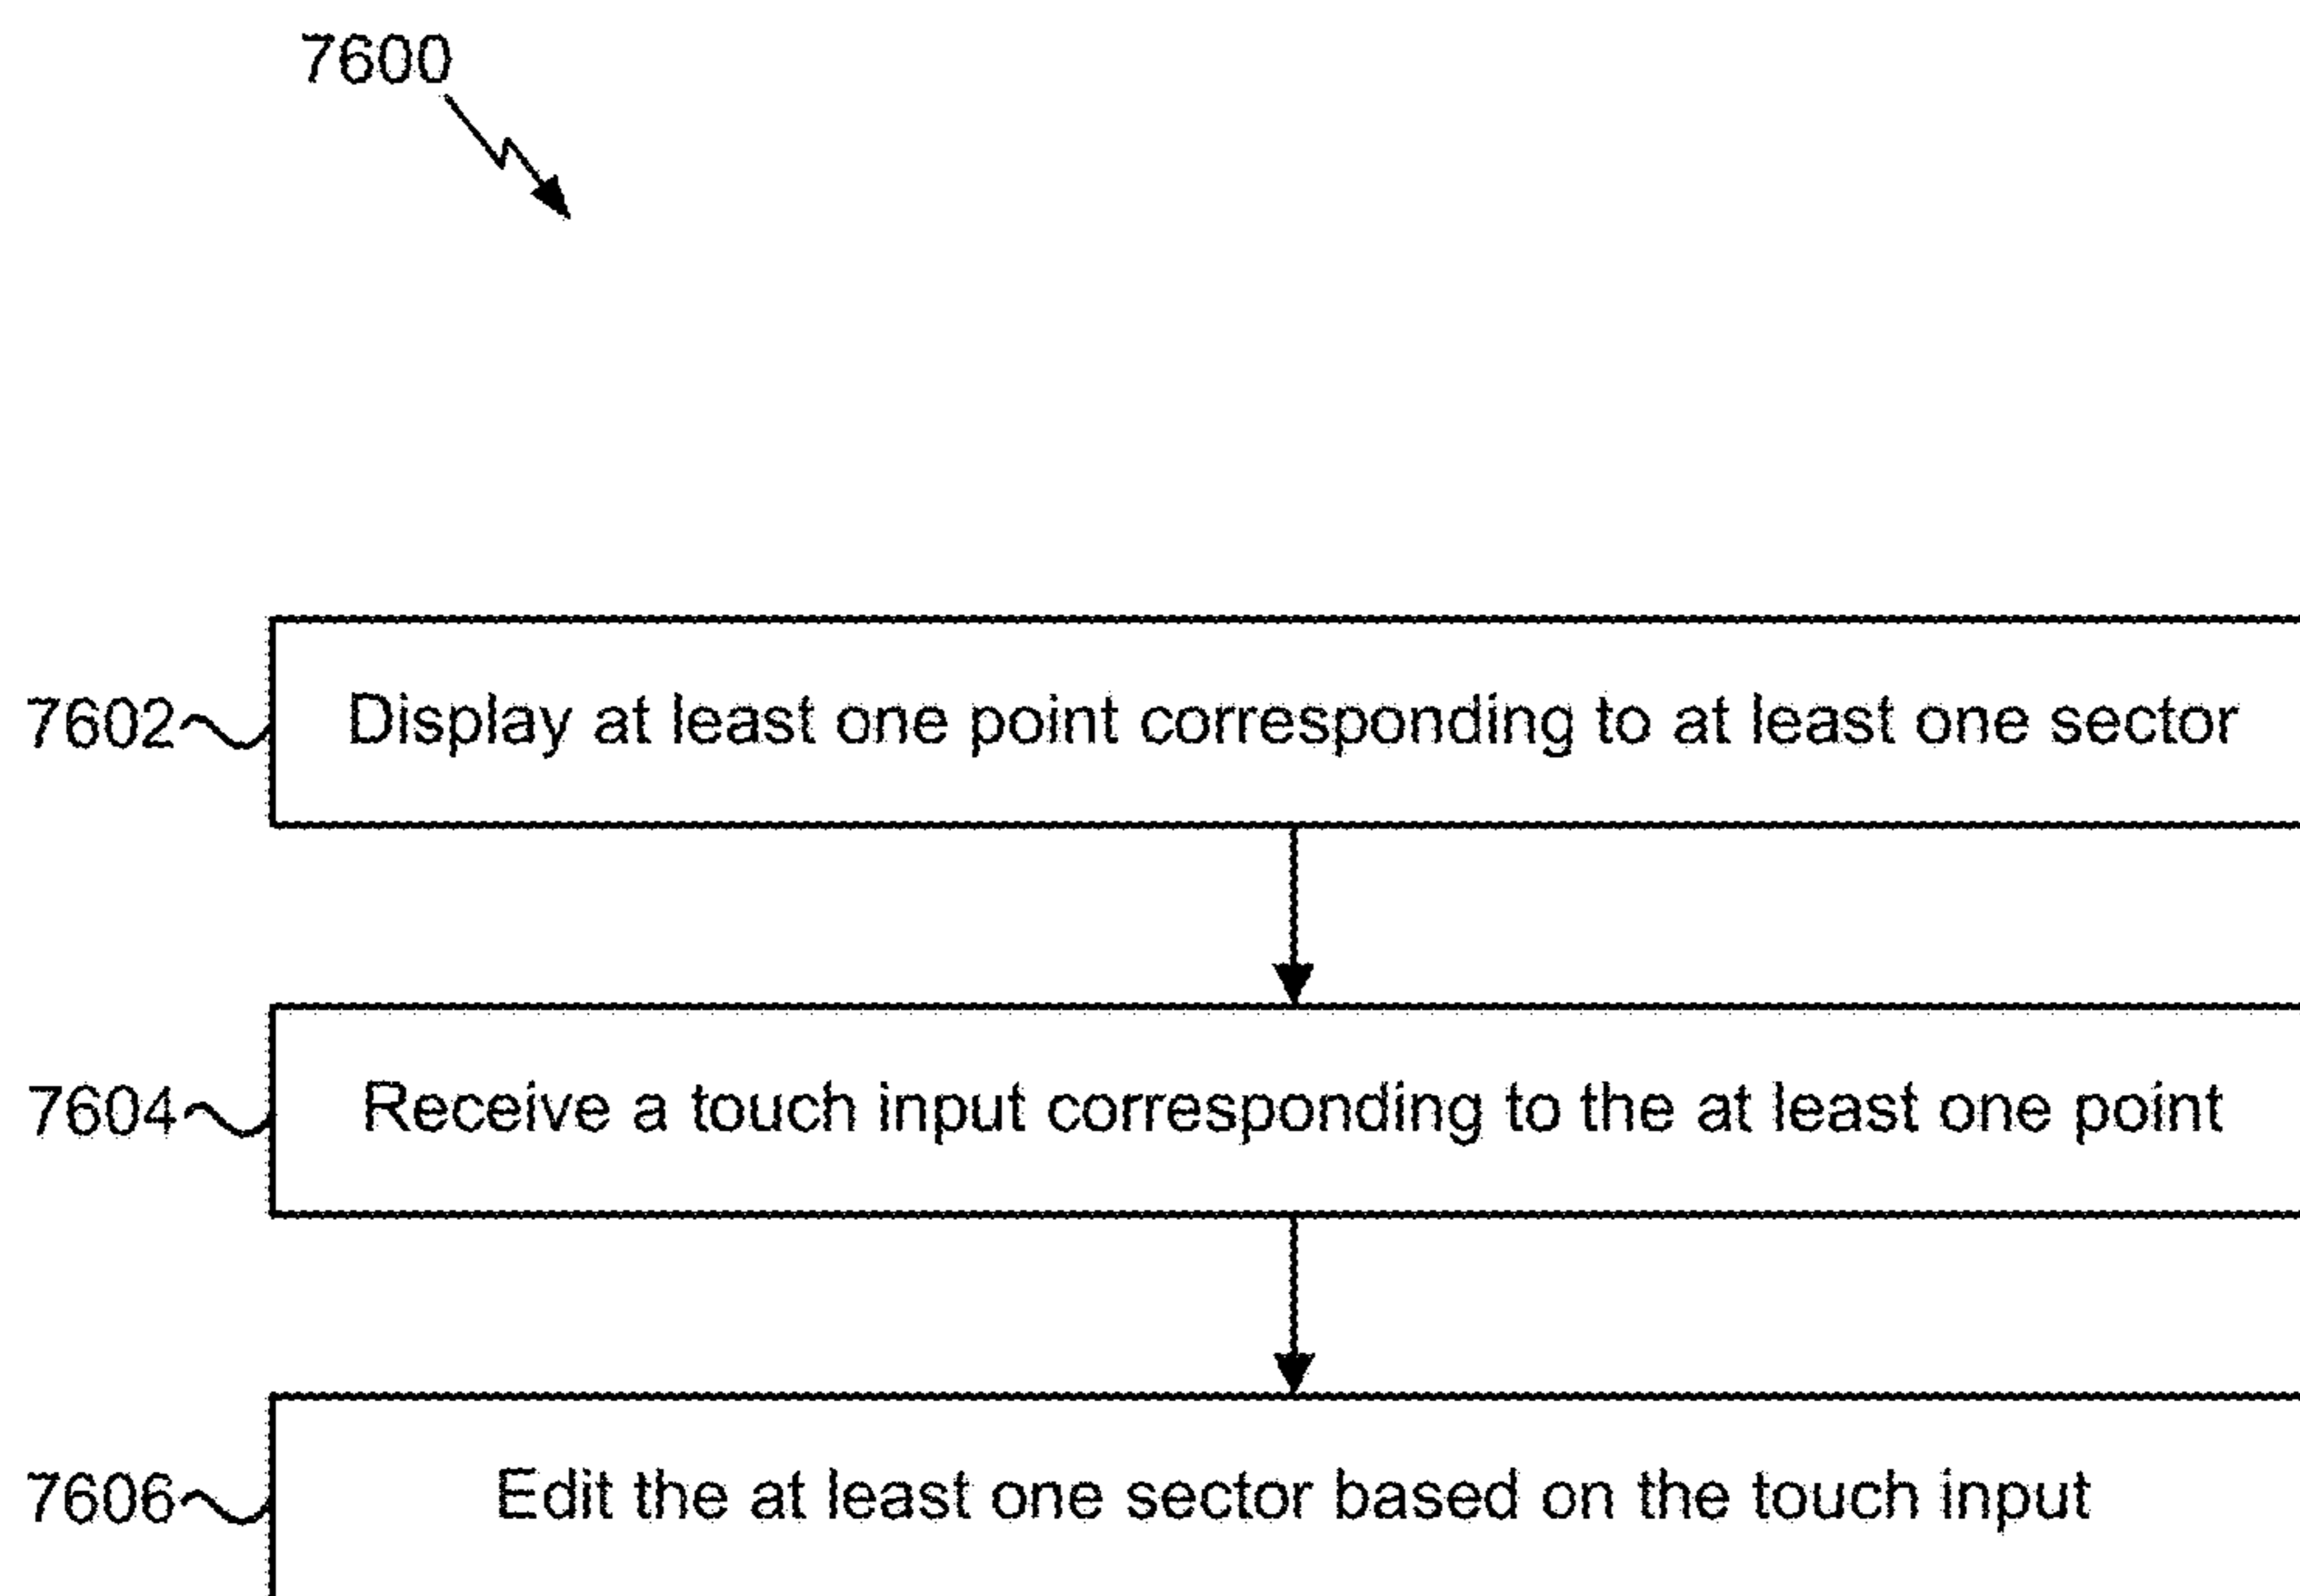 7600
7602 Display at least one point corresponding to at least one sector
7604 Receive a touch input corresponding to the at least one point
7606 Edit the at least one sector based on the touch input